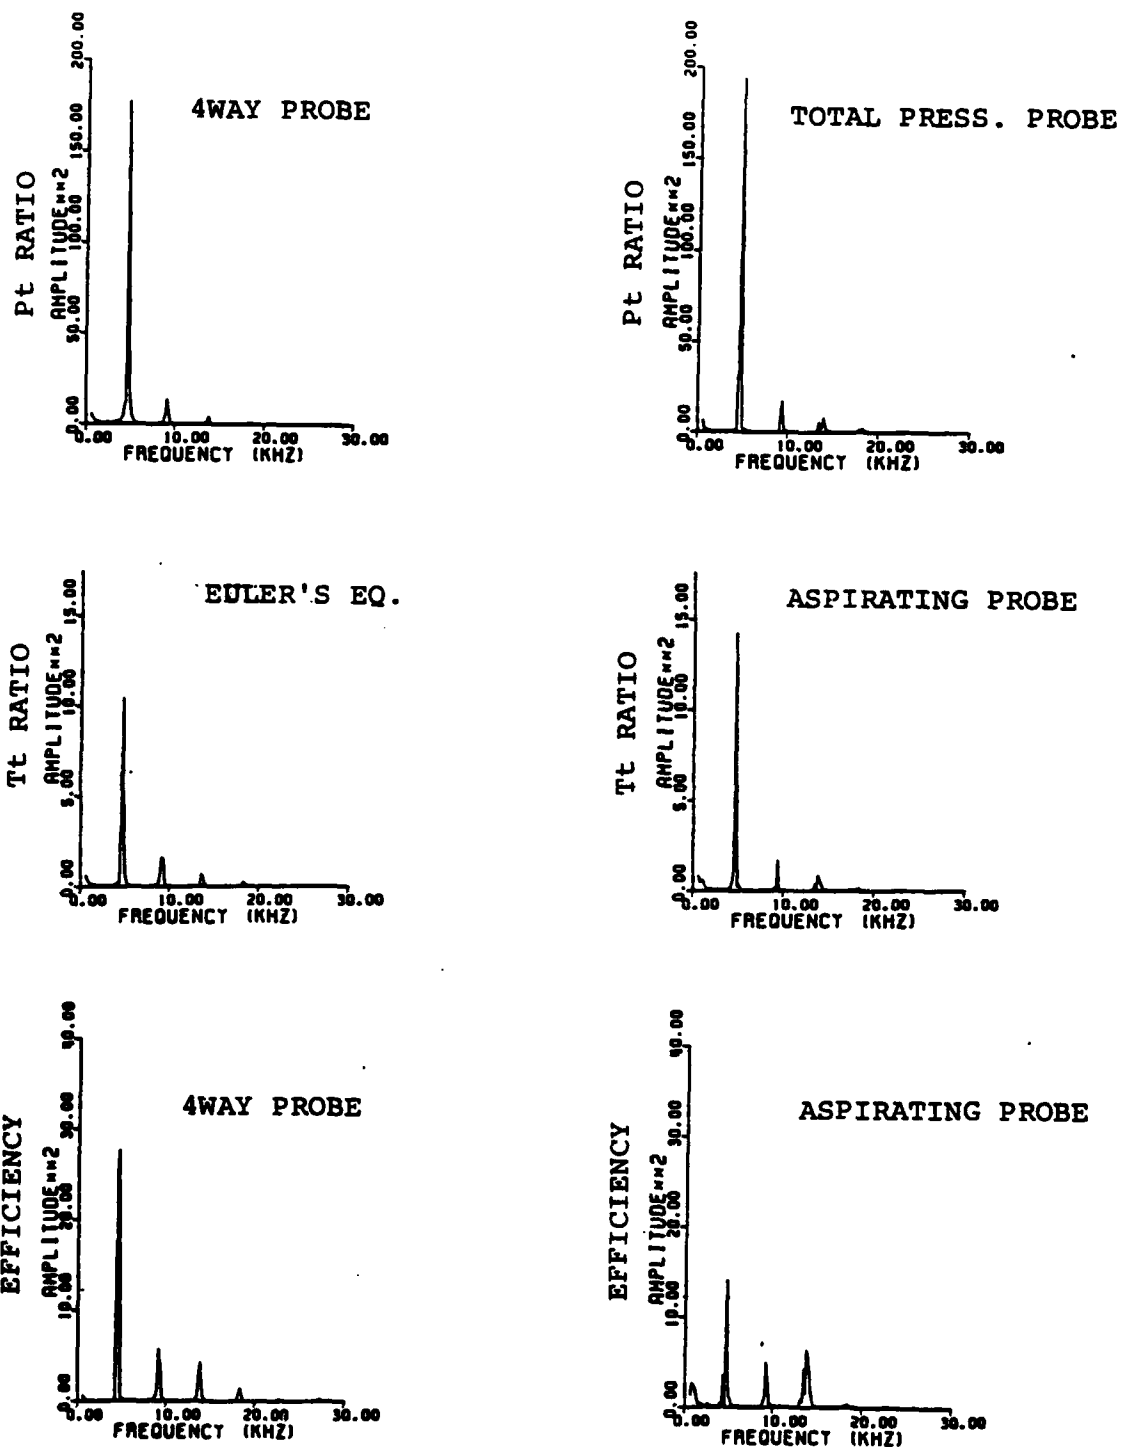 4WAY PROBE
Pt RATIO
AMPLITUDE**2
0.00 50.00 100.00 150.00 200.00
0.00 10.00 20.00 30.00
FREQUENCY (KHZ)
TOTAL PRESS. PROBE
Pt RATIO
AMPLITUDE**2
0.00 50.00 100.00 150.00 200.00
0.00 10.00 20.00 30.00
FREQUENCY (KHZ)
EULER'S EQ.
Tt RATIO
AMPLITUDE**2
0.00 5.00 10.00 15.00
0.00 10.00 20.00 30.00
FREQUENCY (KHZ)
ASPIRATING PROBE
Tt RATIO
AMPLITUDE**2
0.00 5.00 10.00 15.00
0.00 10.00 20.00 30.00
FREQUENCY (KHZ)
4WAY PROBE
EFFICIENCY
AMPLITUDE**2
0.00 10.00 20.00 30.00 40.00
0.00 10.00 20.00 30.00
FREQUENCY (KHZ)
ASPIRATING PROBE
EFFICIENCY
AMPLITUDE**2
0.00 10.00 20.00 30.00 40.00
0.00 10.00 20.00 30.00
FREQUENCY (KHZ)